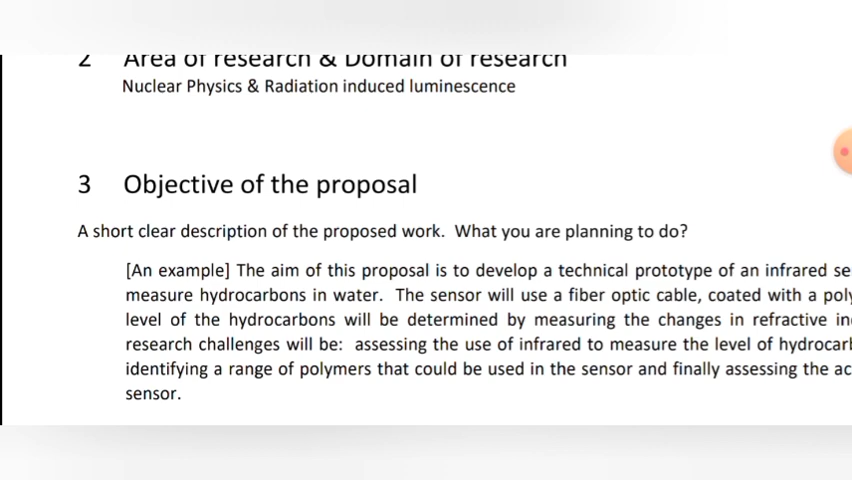 2 Area of research & Domain of research
Nuclear Physics & Radiation induced luminescence
3 Objective of the proposal
A short clear description of the proposed work. What you are planning to do?
[An example] The aim of this proposal is to develop a technical prototype of an infrared
measure hydrocarbons in water. The sensor will use a fiber optic cable, coated with a
level of the hydrocarbons will be determined by measuring the changes in refractive
research challenges will be: assessing the use of infrared to measure the level of
identifying a range of polymers that could be used in the sensor and finally assessing the
sensor.